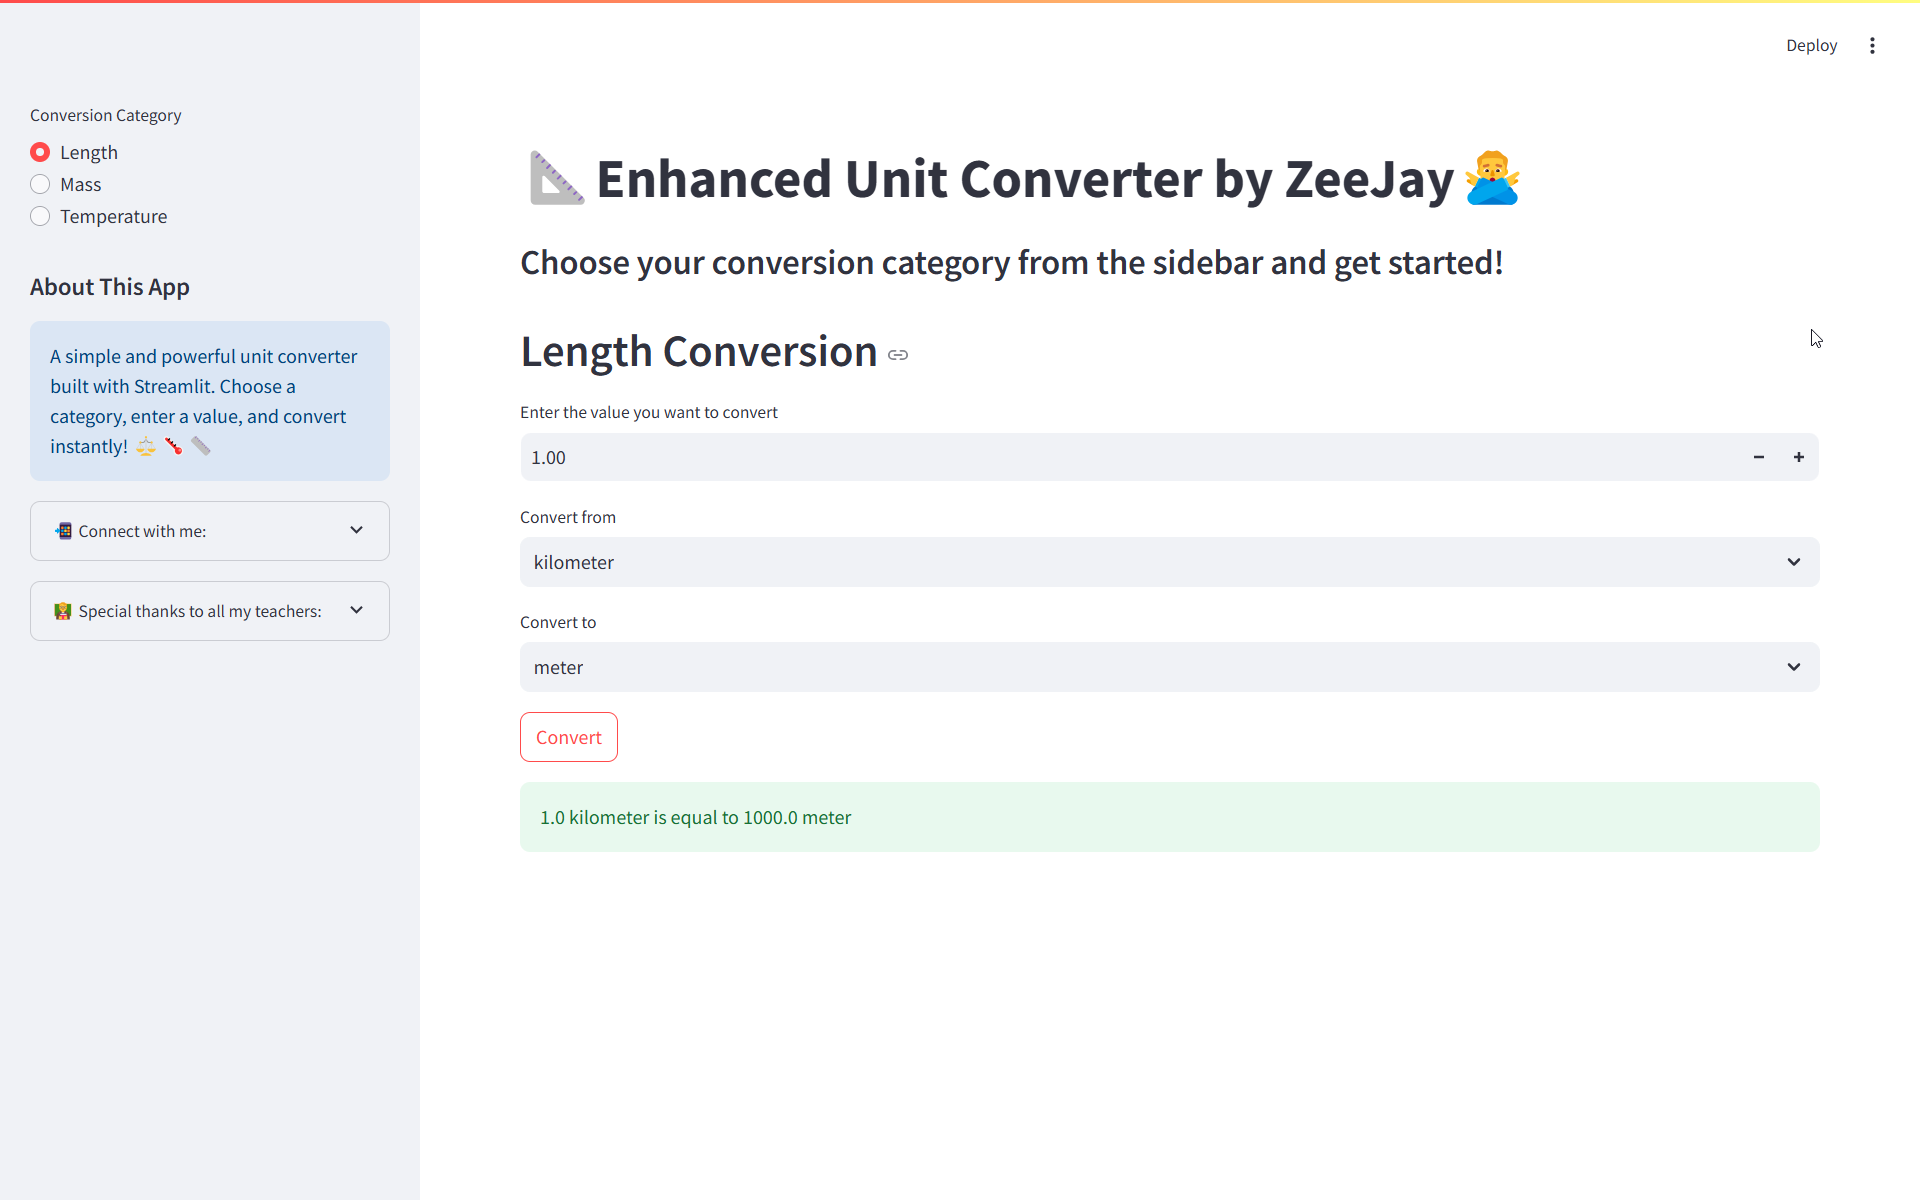 Deploy
Conversion Category
Length
Mass
Temperature
About This App
A simple and powerful unit converter
built with Streamlit. Choose a
category, enter a value, and convert
instantly! ⚖️ 🌡️ 📏
📲 Connect with me:
👩‍🏫 Special thanks to all my teachers:
📐 Enhanced Unit Converter by ZeeJay 🙅‍♂️
Choose your conversion category from the sidebar and get started!
Length Conversion
Enter the value you want to convert
1.00
Convert from
kilometer
Convert to
meter
Convert
1.0 kilometer is equal to 1000.0 meter